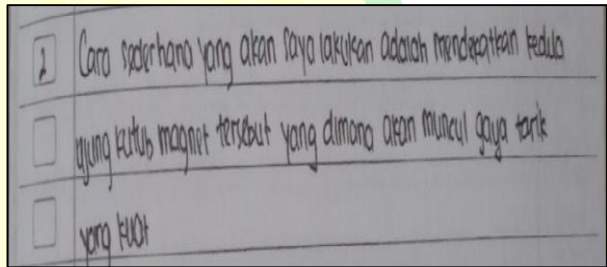 2 Cara sederhana yang akan saya lakukan adalah mendekatkan kedua
ujung kutub magnet tersebut yang dimana akan muncul gaya tarik
yang kuat